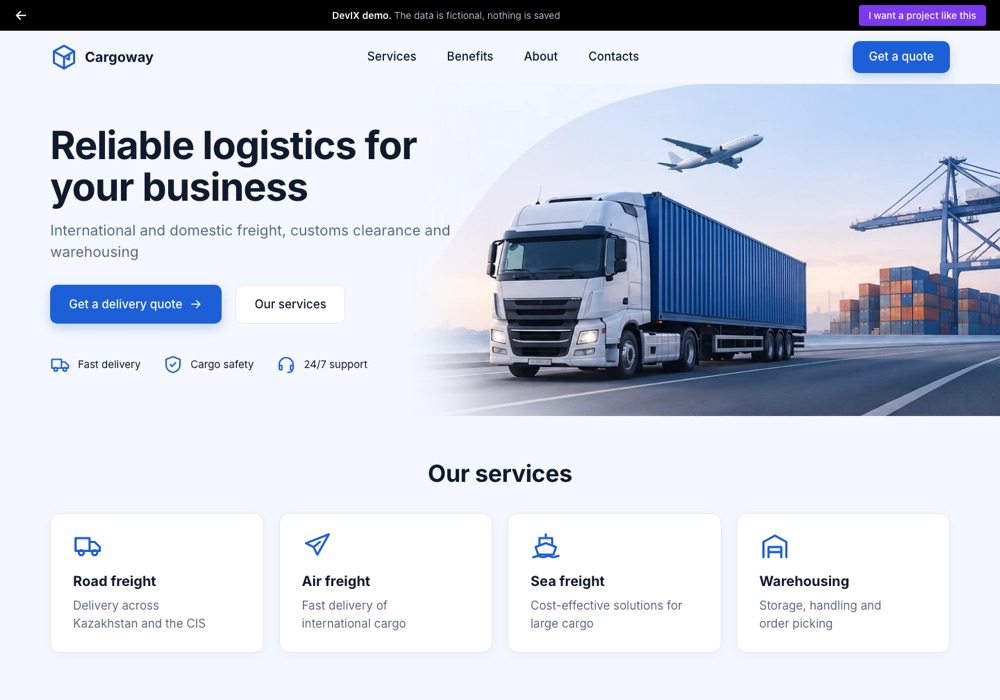 DevIX demo. The data is fictional, nothing is saved
I want a project like this
Cargoway
Services
Benefits
About
Contacts
Get a quote
Reliable logistics for
your business
International and domestic freight, customs clearance and
warehousing
Get a delivery quote
Our services
Fast delivery
Cargo safety
24/7 support
Our services
Road freight
Delivery across
Kazakhstan and the CIS
Air freight
Fast delivery of
international cargo
Sea freight
Cost-effective solutions for
large cargo
Warehousing
Storage, handling and
order picking